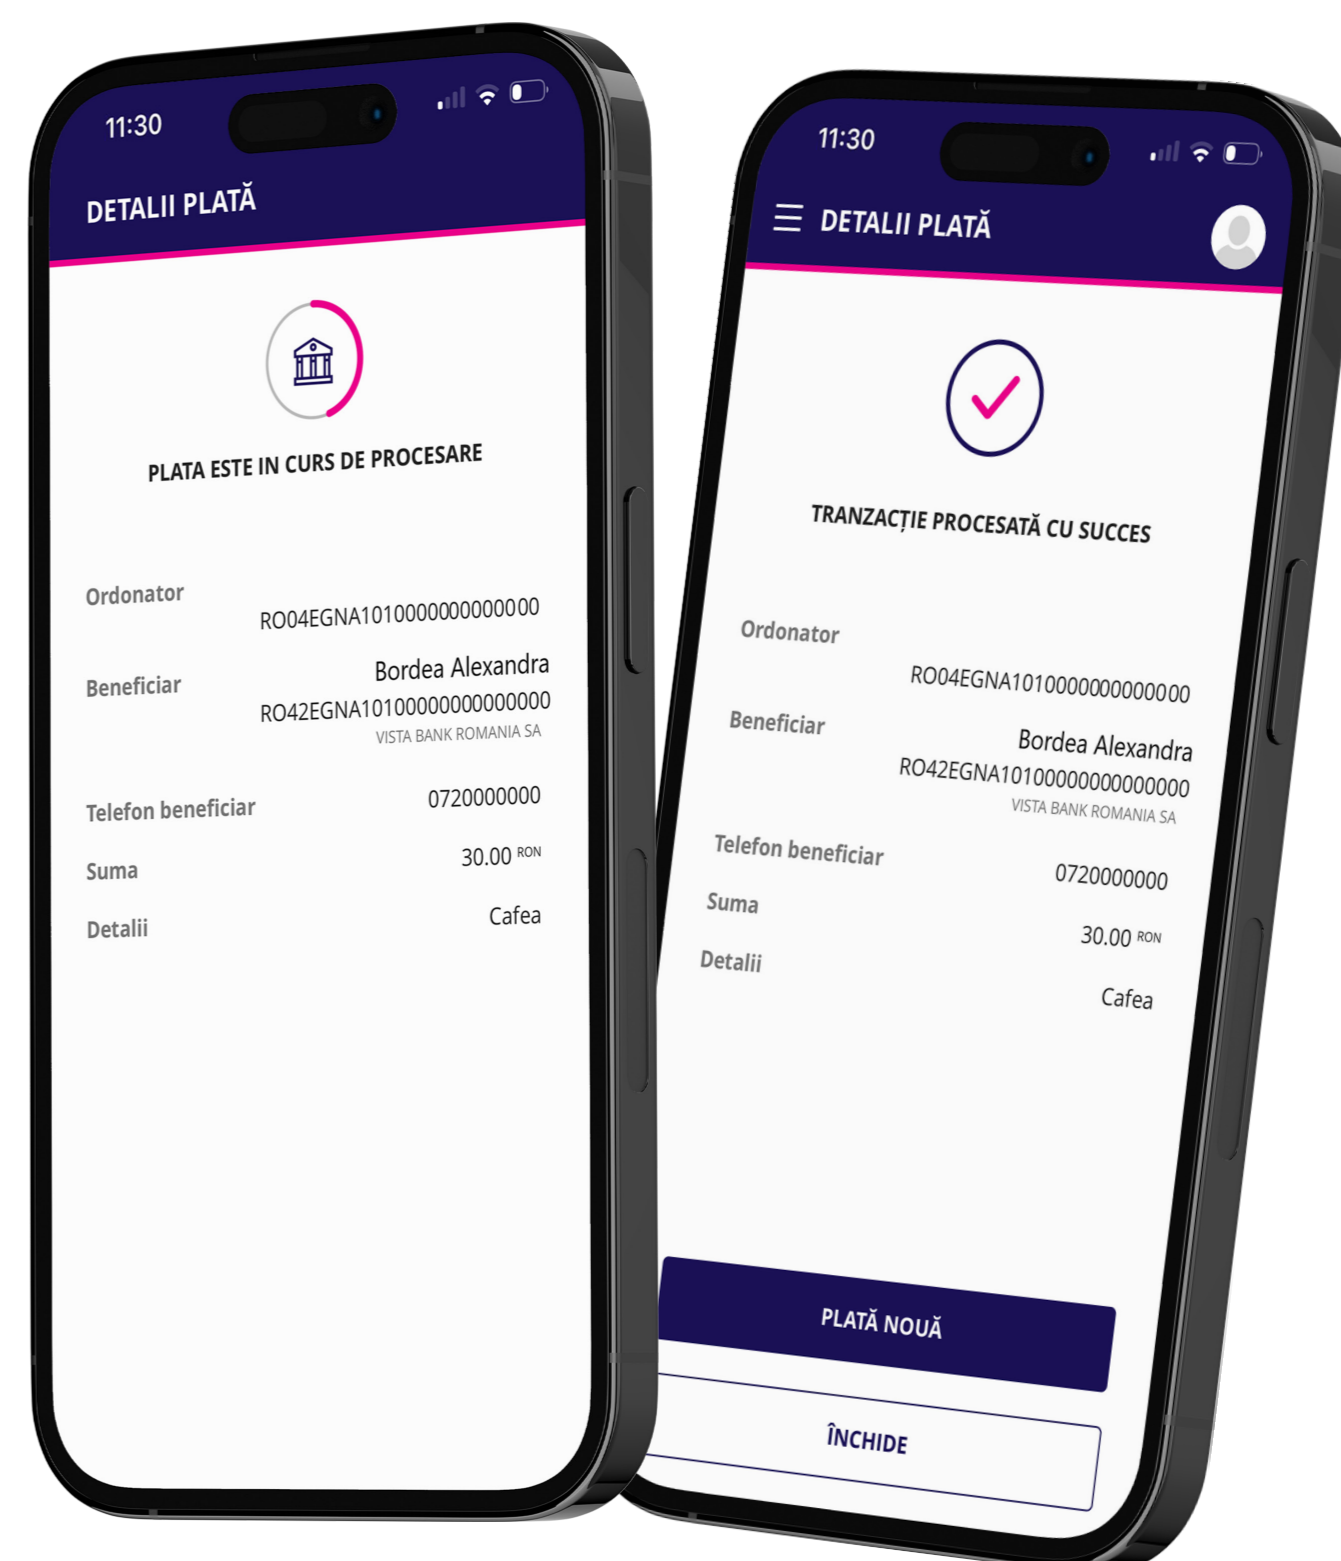 11:30
DETALII PLATĂ
PLATA ESTE IN CURS DE PROCESARE
Ordonator
RO04EGNA1010000000000000
Beneficiar
Bordea Alexandra
RO42EGNA10100000000000000
VISTA BANK ROMANIA SA
Telefon beneficiar
0720000000
Suma
30.00 RON
Detalii
Cafea
11:30
DETALII PLATĂ
TRANZACȚIE PROCESATĂ CU SUCCES
Ordonator
RO04EGNA1010000000000000
Beneficiar
Bordea Alexandra
RO42EGNA10100000000000000
VISTA BANK ROMANIA SA
Telefon beneficiar
0720000000
Suma
30.00 RON
Detalii
Cafea
PLATĂ NOUĂ
ÎNCHIDE